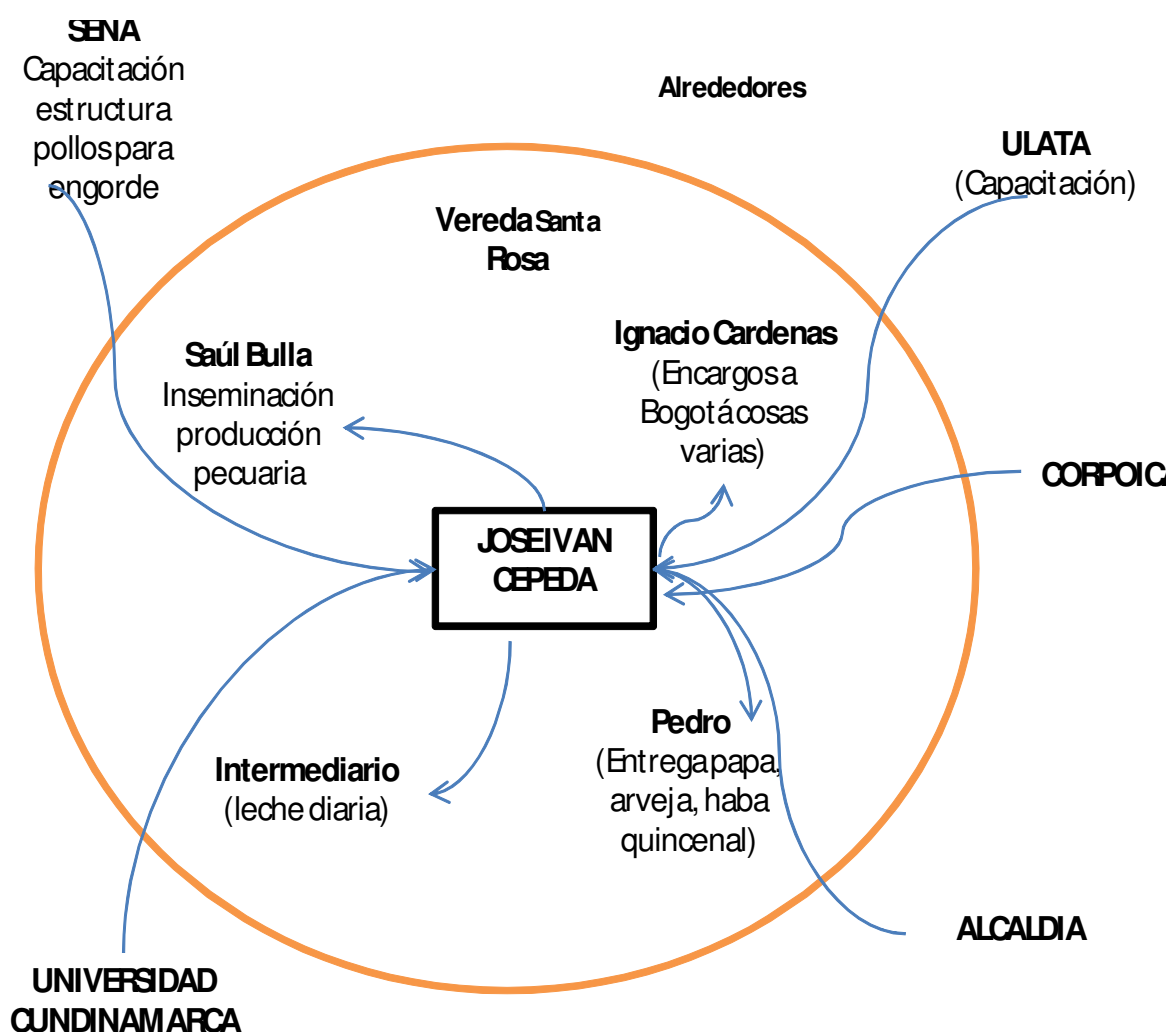 SENA
Capacitación
estructura
pollos para
engorde
Alrededores
ULATA
(Capacitación)
Vereda Santa
Rosa
Saúl Bulla
Inseminación
producción
pecuaria
Ignacio Cardenas
(Encargos a
Bogotá cosas
varias)
CORPOICA
JOSE IVAN
CEPEDA
Intermediario
(leche diaria)
Pedro
(Entrega papa,
arveja, haba
quincenal)
ALCALDIA
UNIVERSIDAD
CUNDINAMARCA